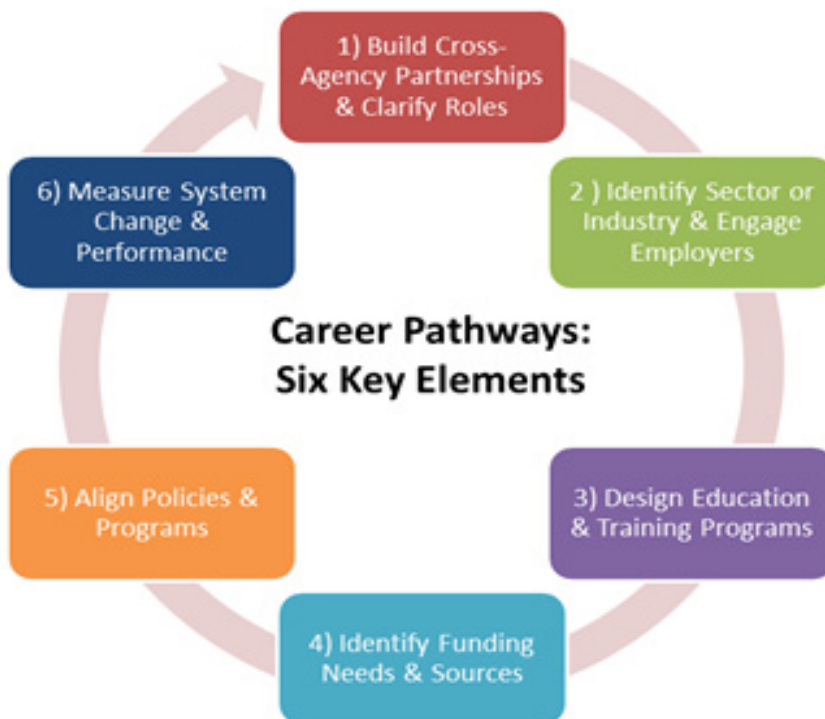 1) Build Cross-
Agency Partnerships
& Clarify Roles
2 ) Identify Sector or
Industry & Engage
Employers
3) Design Education
& Training Programs
4) Identify Funding
Needs & Sources
5) Align Policies &
Programs
6) Measure System
Change &
Performance
Career Pathways:
Six Key Elements